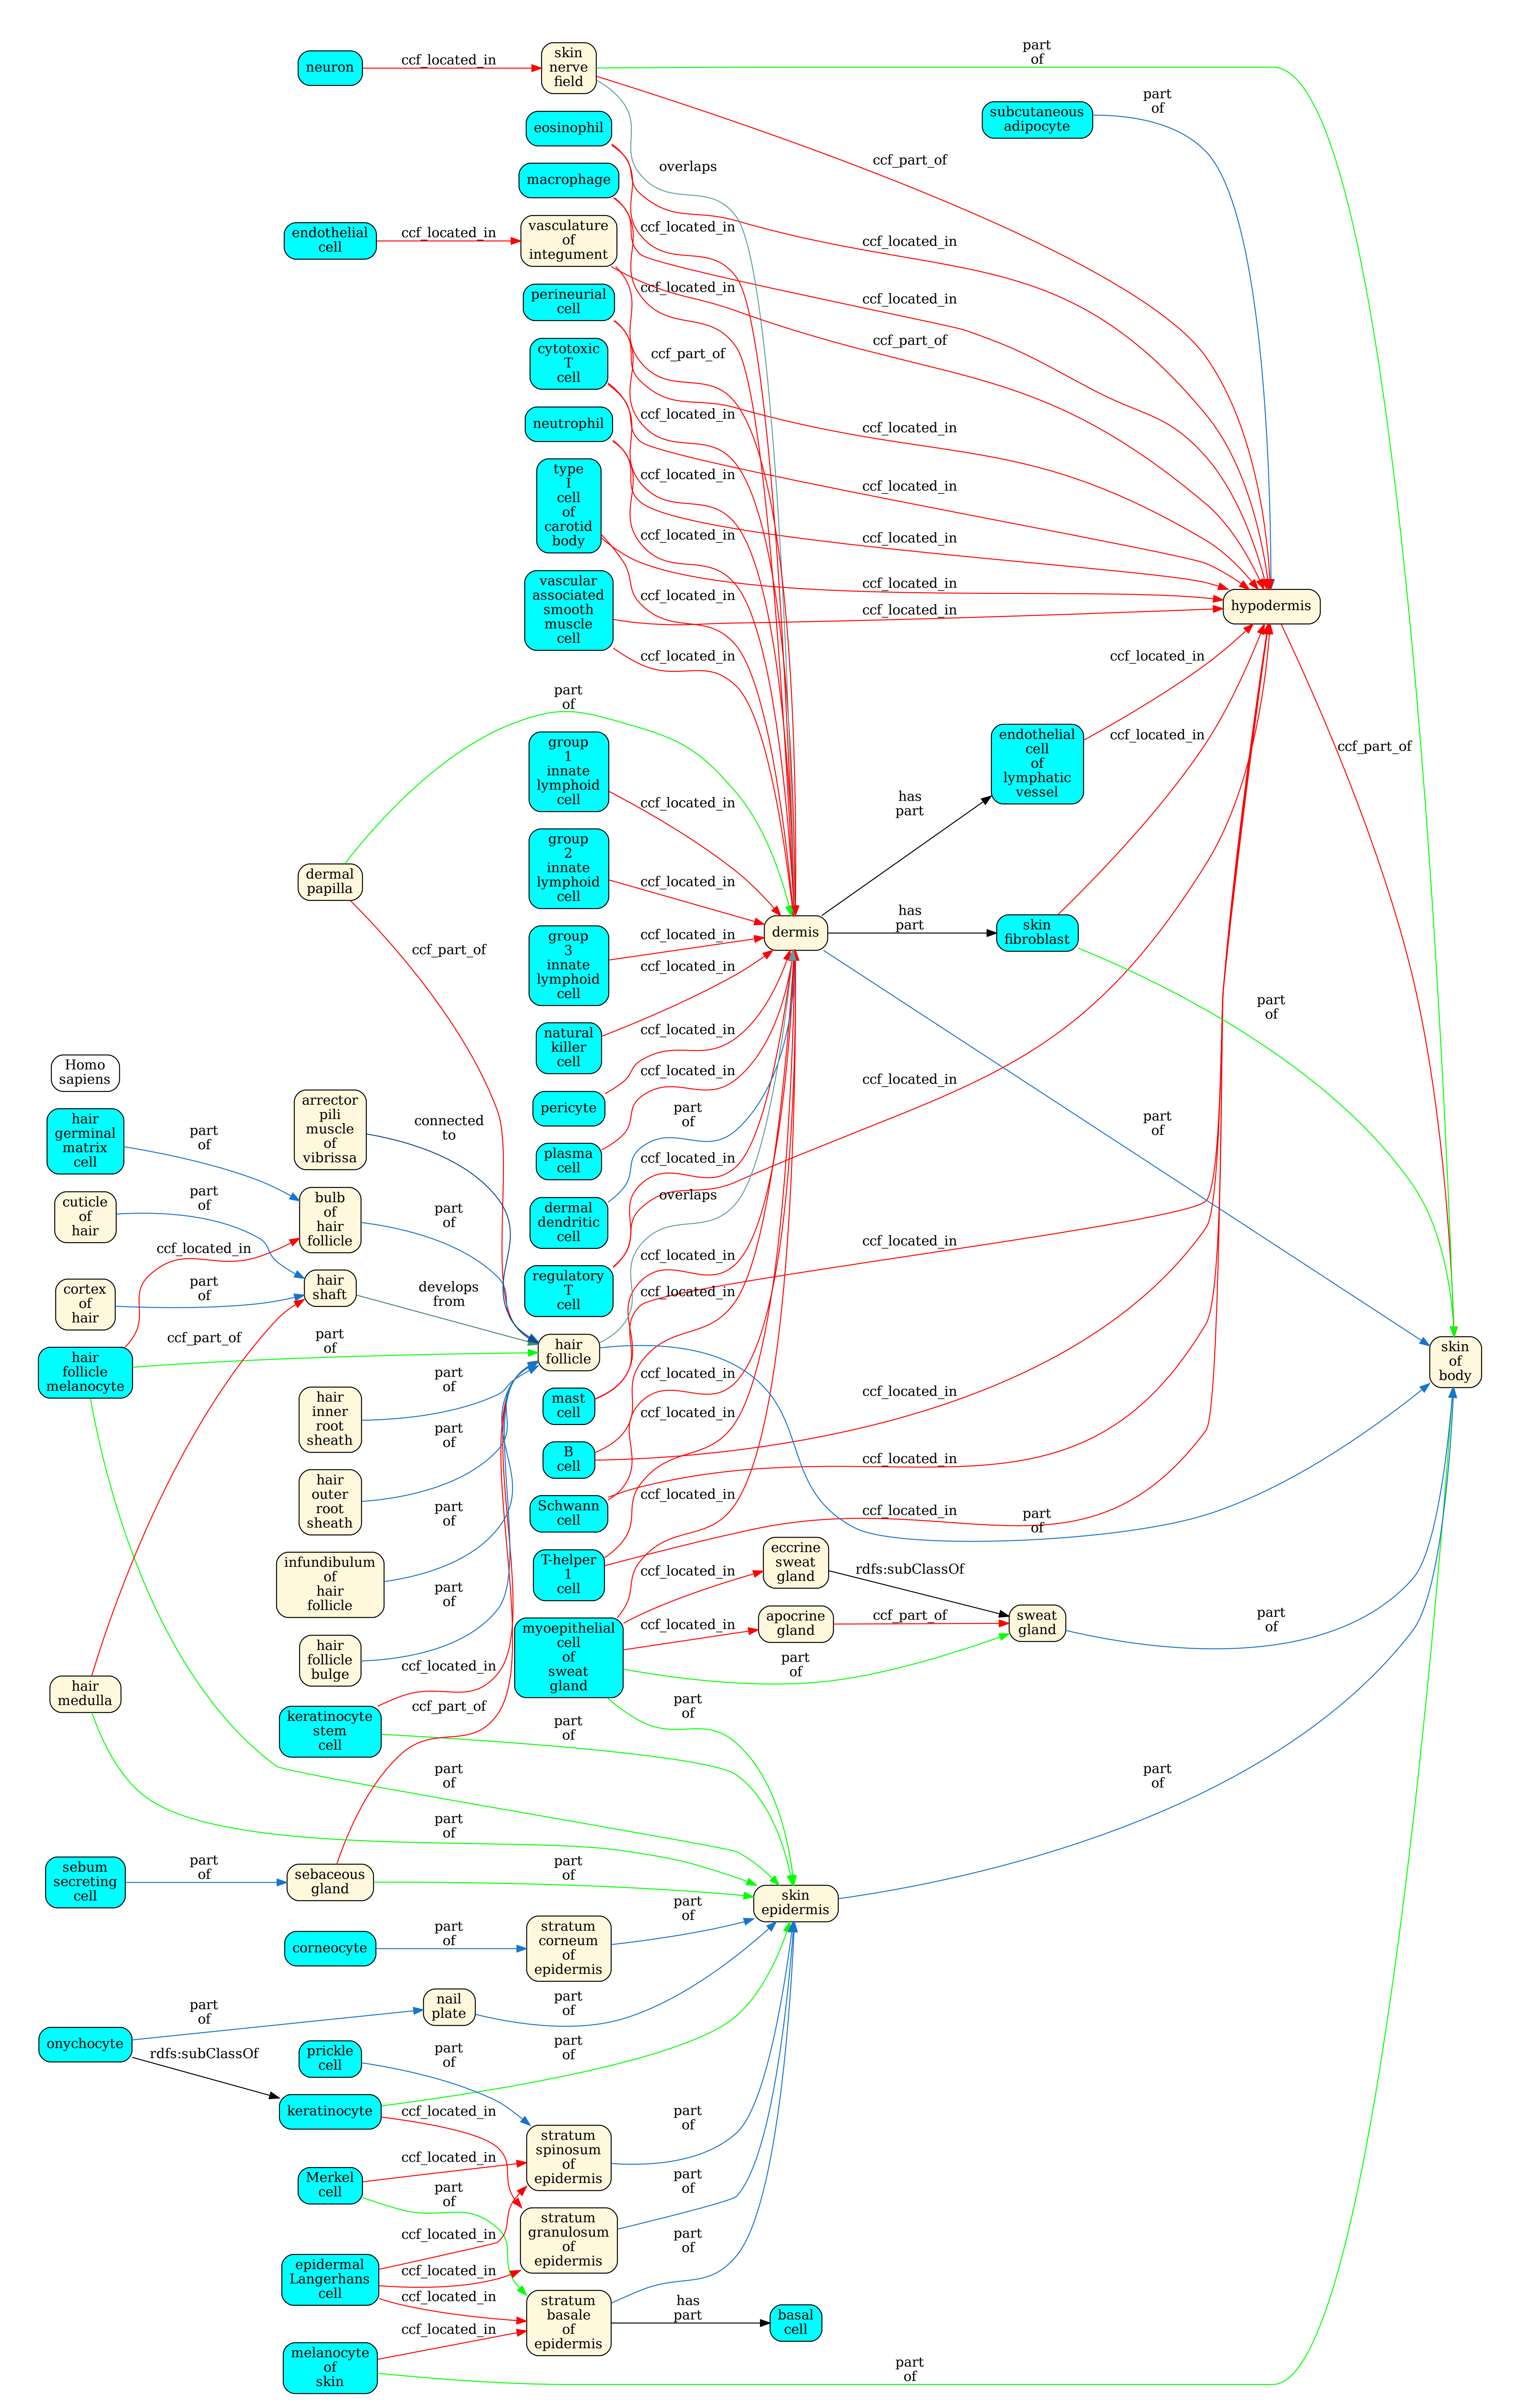 neuron
ccf_located_in
skin
nerve
field
part
of
eosinophil
subcutaneous
adipocyte
part
of
overlaps
ccf_part_of
macrophage
endothelial
cell
ccf_located_in
vasculature
of
integument
ccf_located_in
ccf_located_in
perineurial
cell
ccf_located_in
ccf_located_in
cytotoxic
T
cell
ccf_part_of
ccf_part_of
neutrophil
ccf_located_in
ccf_located_in
type
I
cell
of
carotid
body
ccf_located_in
ccf_located_in
ccf_located_in
ccf_located_in
vascular
associated
smooth
muscle
cell
ccf_located_in
ccf_located_in
ccf_located_in
ccf_located_in
hypodermis
part
of
group
1
innate
lymphoid
cell
ccf_located_in
endothelial
cell
of
lymphatic
vessel
ccf_located_in
ccf_located_in
ccf_part_of
has
part
dermal
papilla
group
2
innate
lymphoid
cell
ccf_located_in
ccf_part_of
group
3
innate
lymphoid
cell
ccf_located_in
ccf_located_in
dermis
has
part
skin
fibroblast
part
of
natural
killer
cell
ccf_located_in
Homo
sapiens
pericyte
ccf_located_in
ccf_located_in
hair
germinal
matrix
cell
part
of
arrector
pili
muscle
of
vibrissa
connected
to
plasma
cell
part
of
part
of
ccf_located_in
cuticle
of
hair
part
of
bulb
of
hair
follicle
part
of
dermal
dendritic
cell
overlaps
ccf_located_in
ccf_located_in
ccf_located_in
cortex
of
hair
part
of
hair
shaft
develops
from
regulatory
T
cell
ccf_located_in
hair
follicle
melanocyte
ccf_part_of
part
of
hair
follicle
skin
of
body
hair
inner
root
sheath
part
of
mast
cell
ccf_located_in
ccf_located_in
part
of
B
cell
ccf_located_in
ccf_located_in
hair
outer
root
sheath
part
of
Schwann
cell
ccf_located_in
ccf_located_in
part
of
infundibulum
of
hair
follicle
part
of
T-helper
1
cell
ccf_located_in
eccrine
sweat
gland
rdfs:subClassOf
hair
follicle
bulge
myoepithelial
cell
of
sweat
gland
ccf_located_in
apocrine
gland
ccf_part_of
sweat
gland
part
of
part
of
hair
medulla
ccf_located_in
ccf_part_of
part
of
keratinocyte
stem
cell
part
of
part
of
part
of
part
of
sebum
secreting
cell
part
of
sebaceous
gland
part
of
skin
epidermis
corneocyte
part
of
stratum
corneum
of
epidermis
part
of
nail
plate
part
of
part
of
onychocyte
rdfs:subClassOf
prickle
cell
part
of
part
of
keratinocyte
ccf_located_in
stratum
spinosum
of
epidermis
part
of
Merkel
cell
ccf_located_in
part
of
stratum
granulosum
of
epidermis
part
of
epidermal
Langerhans
cell
ccf_located_in
ccf_located_in
ccf_located_in
part
of
stratum
basale
of
epidermis
has
part
basal
cell
melanocyte
of
skin
ccf_located_in
part
of